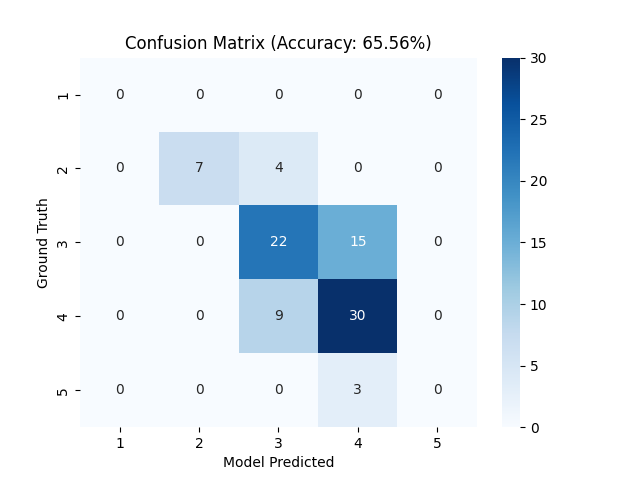 Confusion Matrix (Accuracy: 65.56%)
Ground Truth
1 0 0 0 0 0
2 0 7 4 0 0
3 0 0 22 15 0
4 0 0 9 30 0
5 0 0 0 3 0
1 2 3 4 5
Model Predicted
30
25
20
15
10
5
0